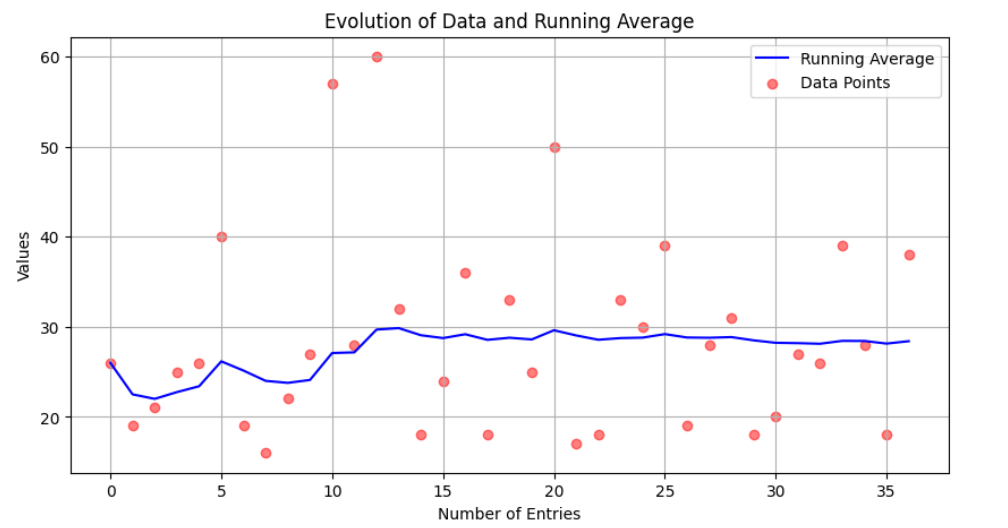 Evolution of Data and Running Average
Running Average
Data Points
60
50
40
30
20
Values
0 5 10 15 20 25 30 35
Number of Entries